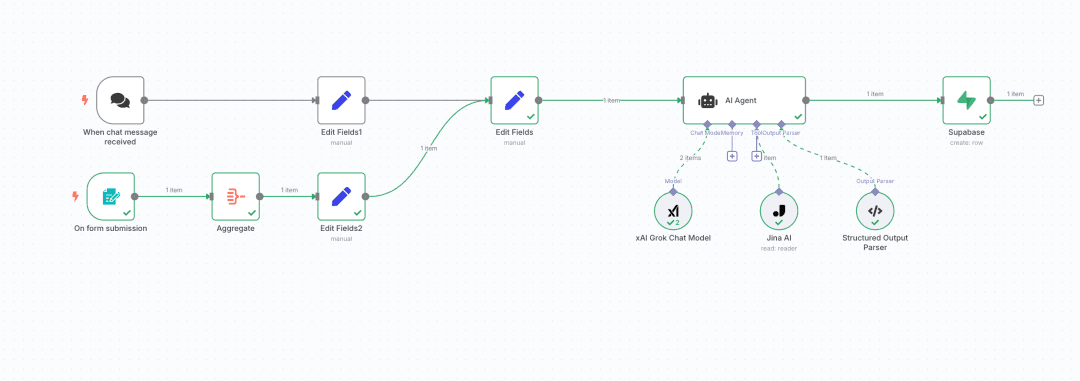 When chat message
received
Edit Fields1
manual
1 item
Edit Fields
manual
1 item
AI Agent
Chat Model
Memory
Tool
Output Parser
1 item
Supabase
create: row
1 item
On form submission
1 item
Aggregate
1 item
Edit Fields2
manual
2 items
Model
xAI Grok Chat Model
2
item
Jina AI
read: reader
1 item
Output Parser
Structured Output
Parser